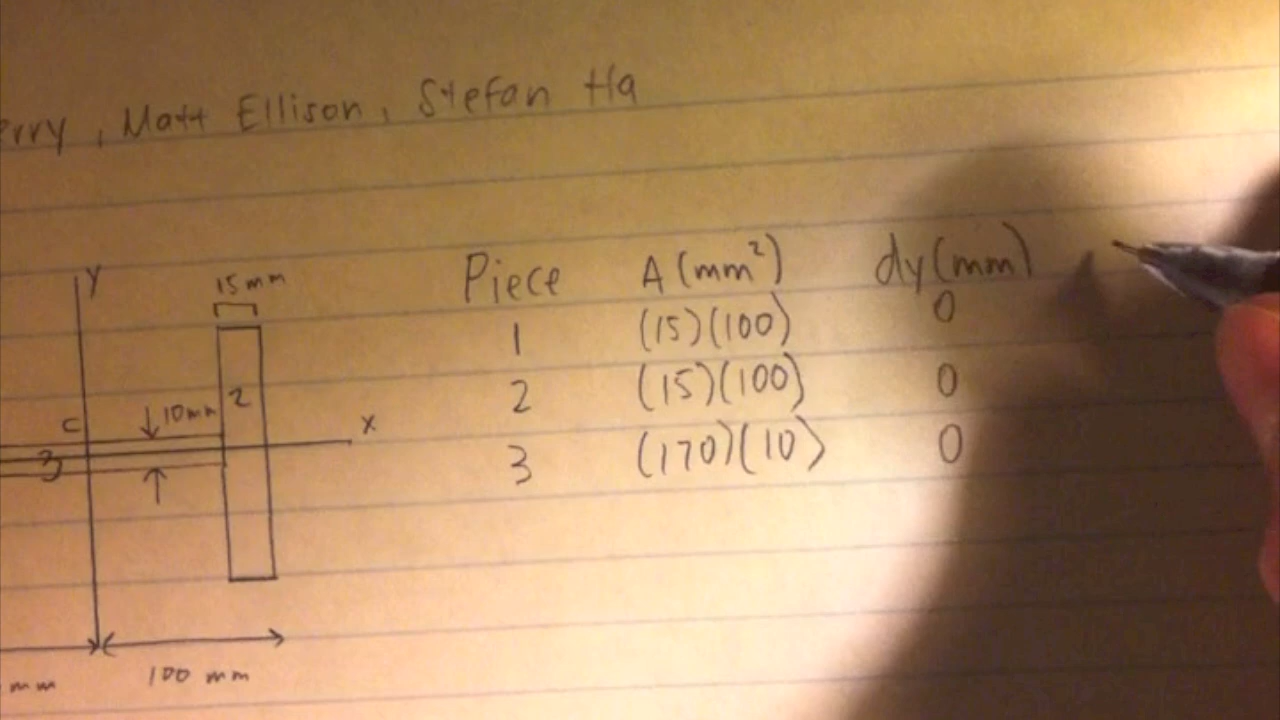 , Matt Ellison, Stefan Ha
Y
15mm
Piece A (mm²) dy (mm)
1 (15)(100) 0
2 (15)(100) 0
3 (170)(10) 0
2
10mm
C
x
3
mm
100 mm